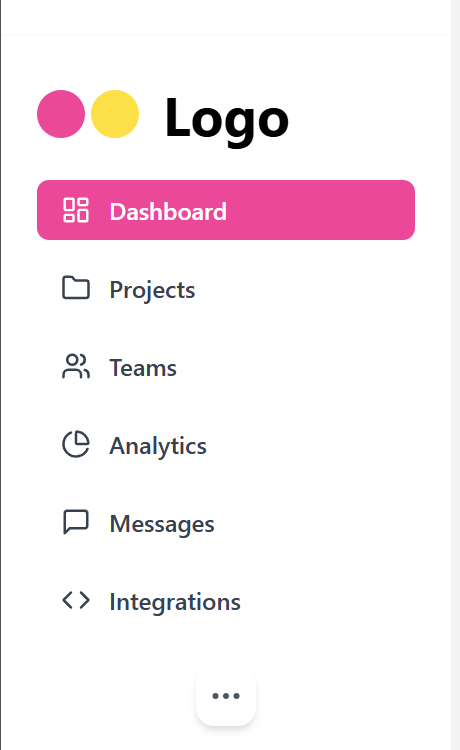 Logo
Dashboard
Projects
Teams
Analytics
Messages
Integrations